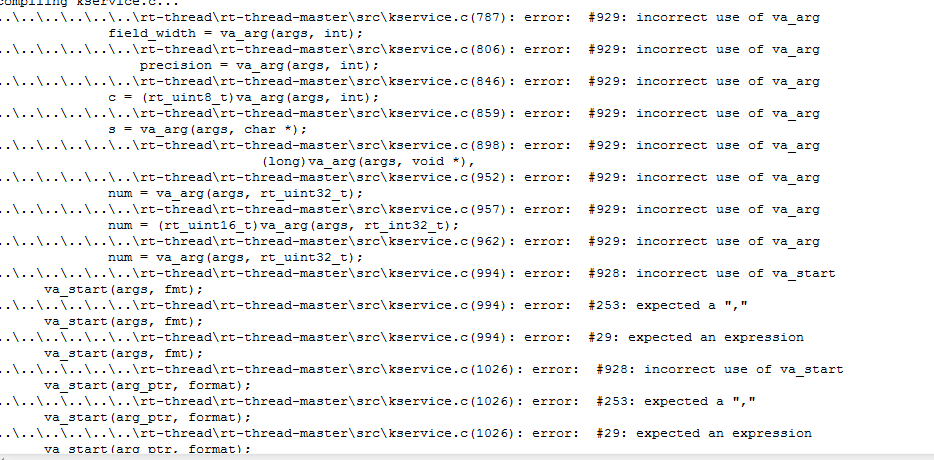 compiling kservice.c...
..\..\..\..\..\..\rt-thread\rt-thread-master\src\kservice.c(787): error:  #929: incorrect use of va_arg
field_width = va_arg(args, int);
..\..\..\..\..\..\rt-thread\rt-thread-master\src\kservice.c(806): error:  #929: incorrect use of va_arg
precision = va_arg(args, int);
..\..\..\..\..\..\rt-thread\rt-thread-master\src\kservice.c(846): error:  #929: incorrect use of va_arg
c = (rt_uint8_t)va_arg(args, int);
..\..\..\..\..\..\rt-thread\rt-thread-master\src\kservice.c(859): error:  #929: incorrect use of va_arg
s = va_arg(args, char *);
..\..\..\..\..\..\rt-thread\rt-thread-master\src\kservice.c(898): error:  #929: incorrect use of va_arg
(long)va_arg(args, void *),
..\..\..\..\..\..\rt-thread\rt-thread-master\src\kservice.c(952): error:  #929: incorrect use of va_arg
num = va_arg(args, rt_uint32_t);
..\..\..\..\..\..\rt-thread\rt-thread-master\src\kservice.c(957): error:  #929: incorrect use of va_arg
num = (rt_uint16_t)va_arg(args, rt_int32_t);
..\..\..\..\..\..\rt-thread\rt-thread-master\src\kservice.c(962): error:  #929: incorrect use of va_arg
num = va_arg(args, rt_uint32_t);
..\..\..\..\..\..\rt-thread\rt-thread-master\src\kservice.c(994): error:  #928: incorrect use of va_start
va_start(args, fmt);
..\..\..\..\..\..\rt-thread\rt-thread-master\src\kservice.c(994): error:  #253: expected a ","
va_start(args, fmt);
..\..\..\..\..\..\rt-thread\rt-thread-master\src\kservice.c(994): error:  #29: expected an expression
va_start(args, fmt);
..\..\..\..\..\..\rt-thread\rt-thread-master\src\kservice.c(1026): error:  #928: incorrect use of va_start
va_start(arg_ptr, format);
..\..\..\..\..\..\rt-thread\rt-thread-master\src\kservice.c(1026): error:  #253: expected a ","
va_start(arg_ptr, format);
..\..\..\..\..\..\rt-thread\rt-thread-master\src\kservice.c(1026): error:  #29: expected an expression
va_start(arg_ptr, format);